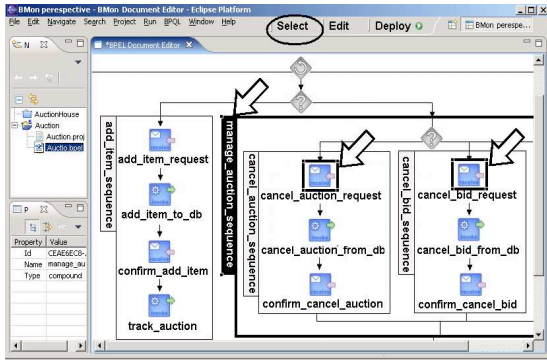 BMon perespective - BMon Document Editor - Eclipse Platform
File Edit Navigate Search Project Run BPQL Window Help
Select Edit Deploy
BMon perespe...
N
*BPEL Document Editor
AuctionHouse
Auction
Auction.proj
Auctio.bpel
P
Property Value
Id CEAE6EC8-.
Name manage_au
Type compound
add_item_sequence
add_item_request
add_item_to_db
confirm_add_item
track_auction
manage_auction_sequence
cancel_auction_sequence
cancel_auction_request
cancel_auction_from_db
confirm_cancel_auction
cancel_bid_sequence
cancel_bid_request
cancel_bid_from_db
confirm_cancel_bid